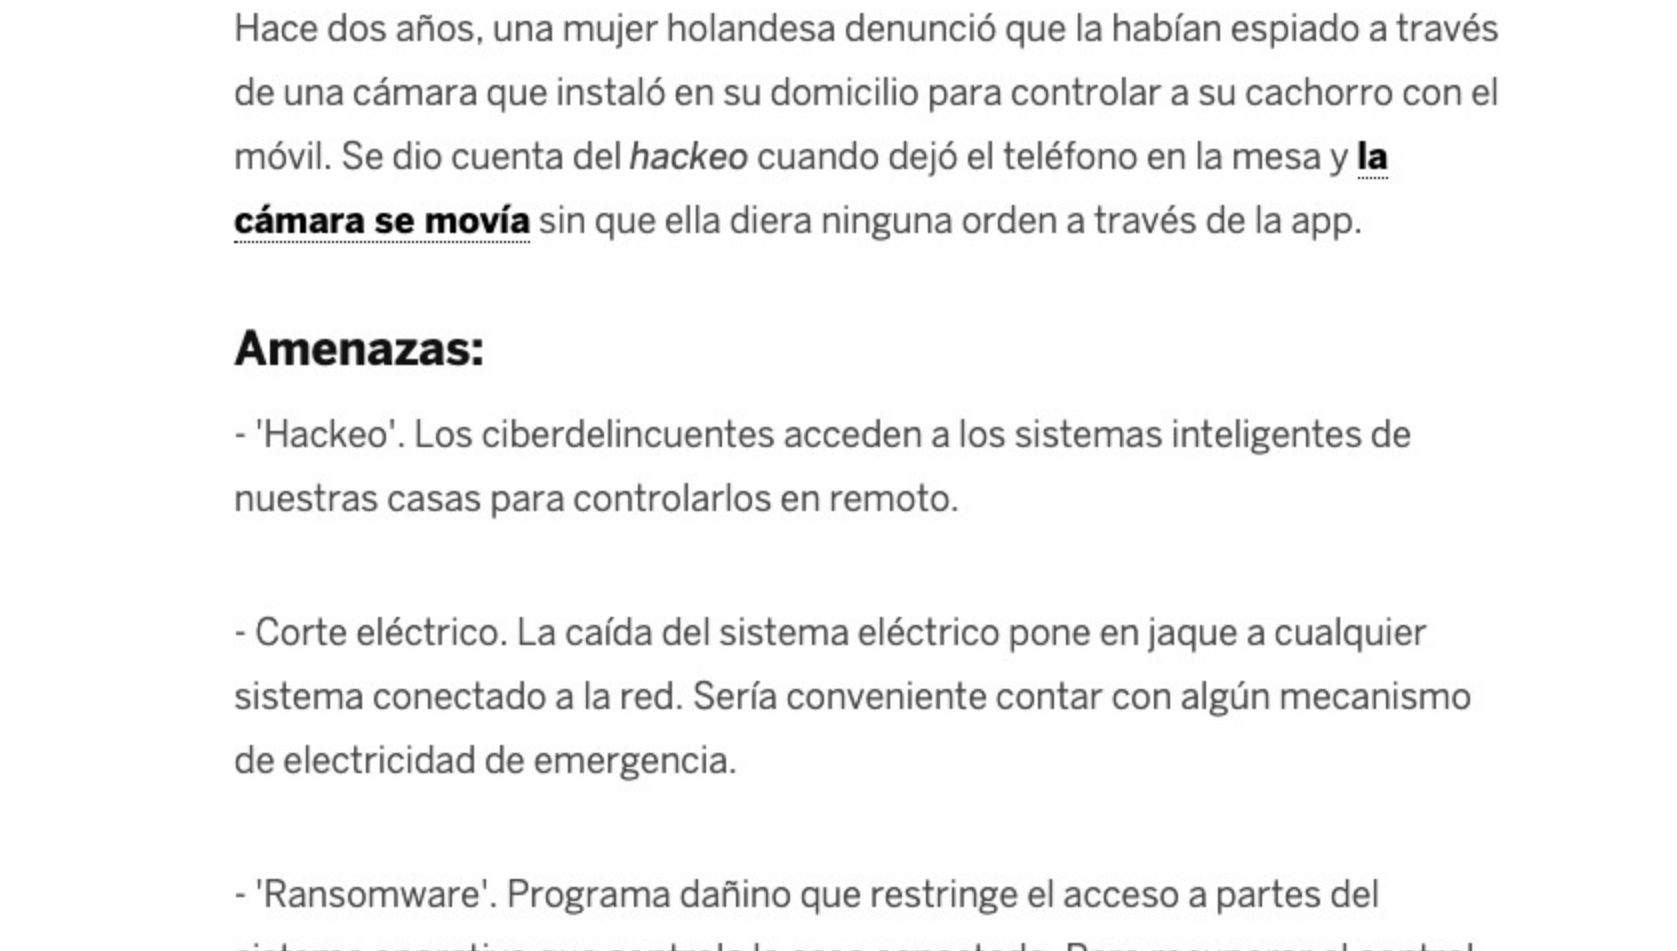 Hace dos años, una mujer holandesa denunció que la habían espiado a través
de una cámara que instaló en su domicilio para controlar a su cachorro con el
móvil. Se dio cuenta del hackeo cuando dejó el teléfono en la mesa y la
cámara se movía sin que ella diera ninguna orden a través de la app.
Amenazas:
- 'Hackeo'. Los ciberdelincuentes acceden a los sistemas inteligentes de
nuestras casas para controlarlos en remoto.
- Corte eléctrico. La caída del sistema eléctrico pone en jaque a cualquier
sistema conectado a la red. Sería conveniente contar con algún mecanismo
de electricidad de emergencia.
- 'Ransomware'. Programa dañino que restringe el acceso a partes del